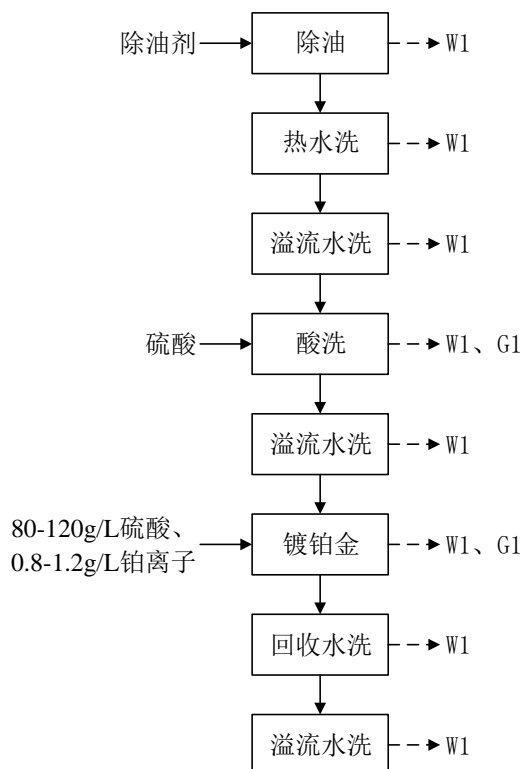 除油剂
除油
W1
热水洗
W1
溢流水洗
W1
硫酸
酸洗
W1、G1
溢流水洗
W1
80-120g/L硫酸、
0.8-1.2g/L铂离子
镀铂金
W1、G1
回收水洗
W1
溢流水洗
W1